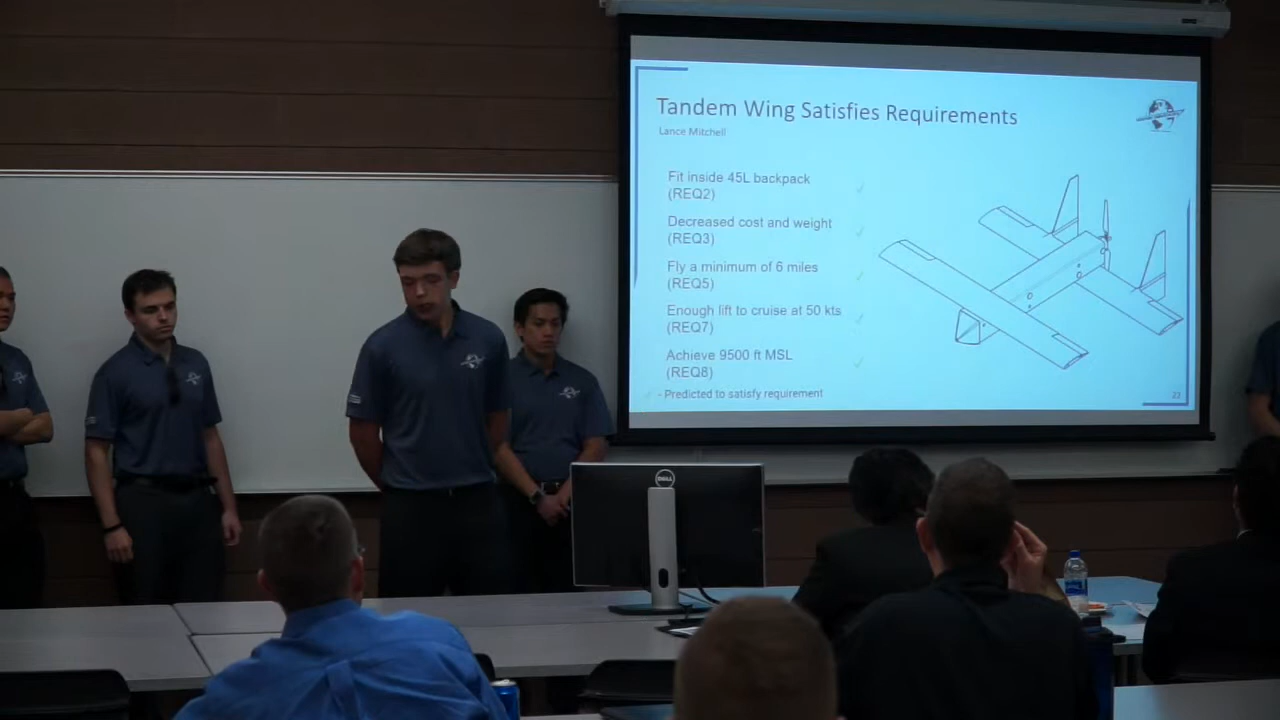 Tandem Wing Satisfies Requirements
Lance Mitchell
Fit inside 45L backpack
(REQ2)
Decreased cost and weight
(REQ3)
Fly a minimum of 6 miles
(REQ5)
Enough lift to cruise at 50 kts
(REQ7)
Achieve 9500 ft MSL
(REQ8)
- Predicted to satisfy requirement
22
DELL